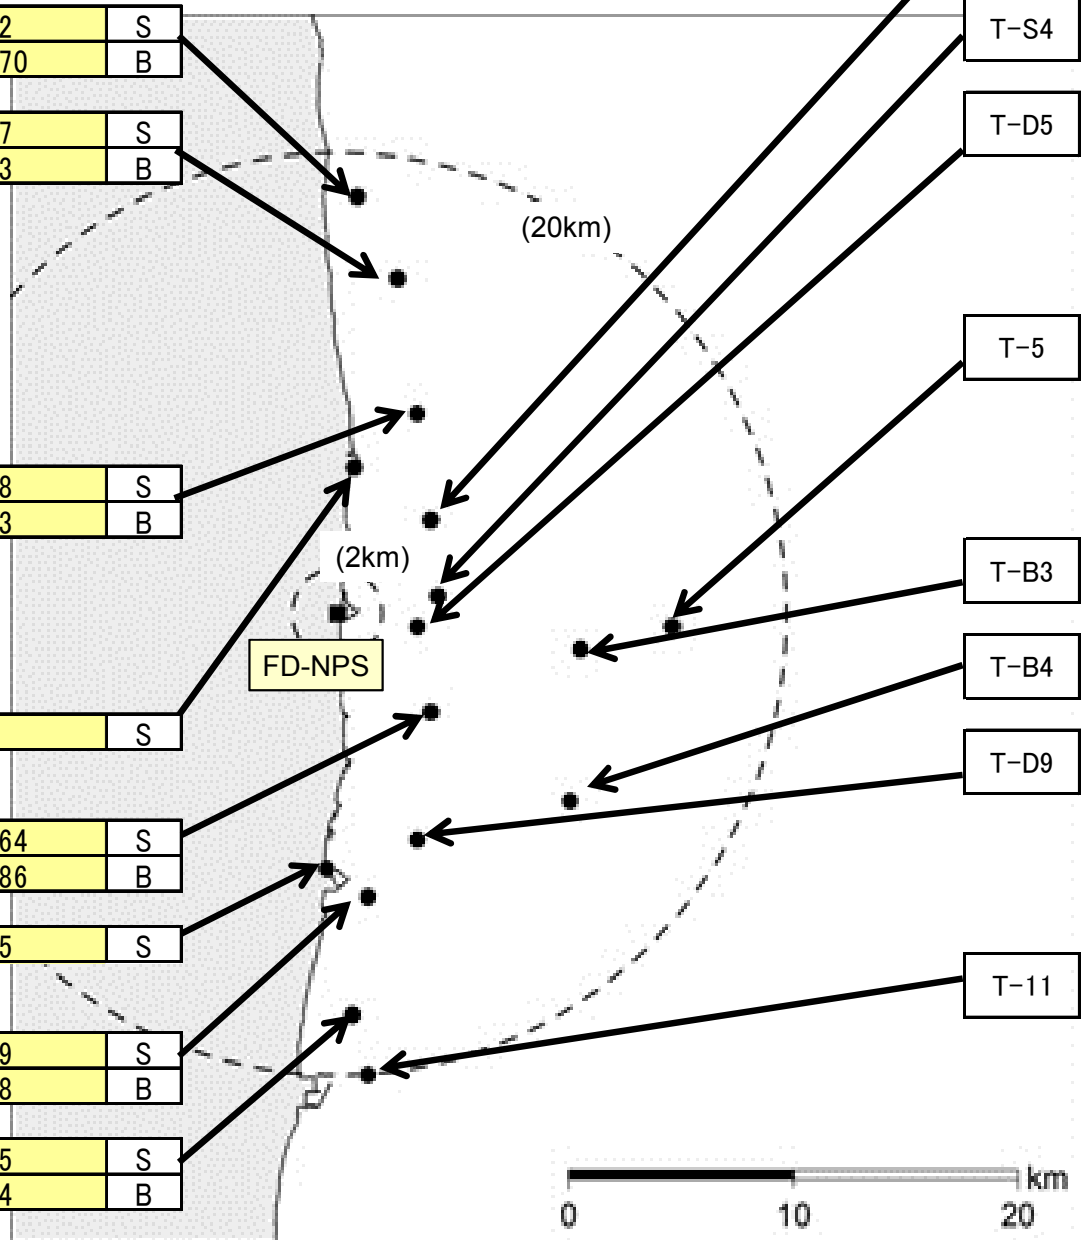 2 S
70 B
T-S4
7 S
3 B
T-D5
(20km)
T-5
8 S
3 B
(2km)
T-B3
FD-NPS
T-B4
S
T-D9
64 S
86 B
5 S
T-11
9 S
8 B
5 S
4 B
km
0 10 20